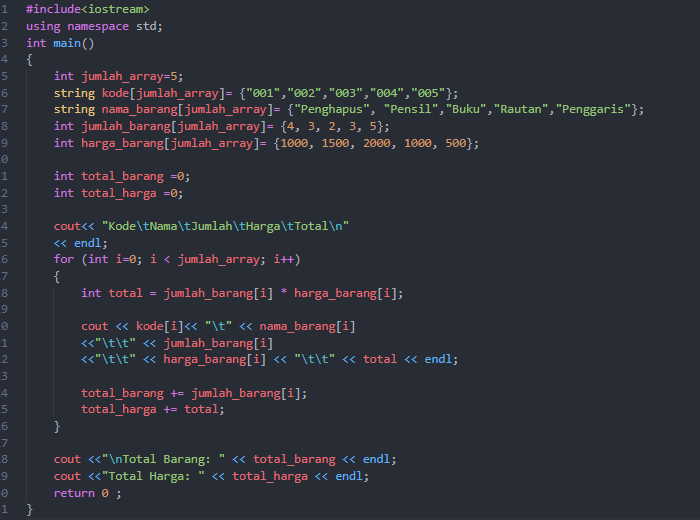 1 #include<iostream>
2 using namespace std;
3 int main()
4 {
5     int jumlah_array=5;
6     string kode[jumlah_array]= {"001","002","003","004","005"};
7     string nama_barang[jumlah_array]= {"Penghapus", "Pensil","Buku","Rautan","Penggaris"};
8     int jumlah_barang[jumlah_array]= {4, 3, 2, 3, 5};
9     int harga_barang[jumlah_array]= {1000, 1500, 2000, 1000, 500};
0
1     int total_barang =0;
2     int total_harga =0;
3
4     cout<< "Kode\tNama\tJumlah\tHarga\tTotal\n"
5     << endl;
6     for (int i=0; i < jumlah_array; i++)
7     {
8         int total = jumlah_barang[i] * harga_barang[i];
9
0         cout << kode[i]<< "\t" << nama_barang[i]
1         <<"\t\t" << jumlah_barang[i]
2         <<"\t\t" << harga_barang[i] << "\t\t" << total << endl;
3
4         total_barang += jumlah_barang[i];
5         total_harga += total;
6     }
7
8     cout <<"\nTotal Barang: " << total_barang << endl;
9     cout <<"Total Harga: " << total_harga << endl;
0     return 0 ;
1 }